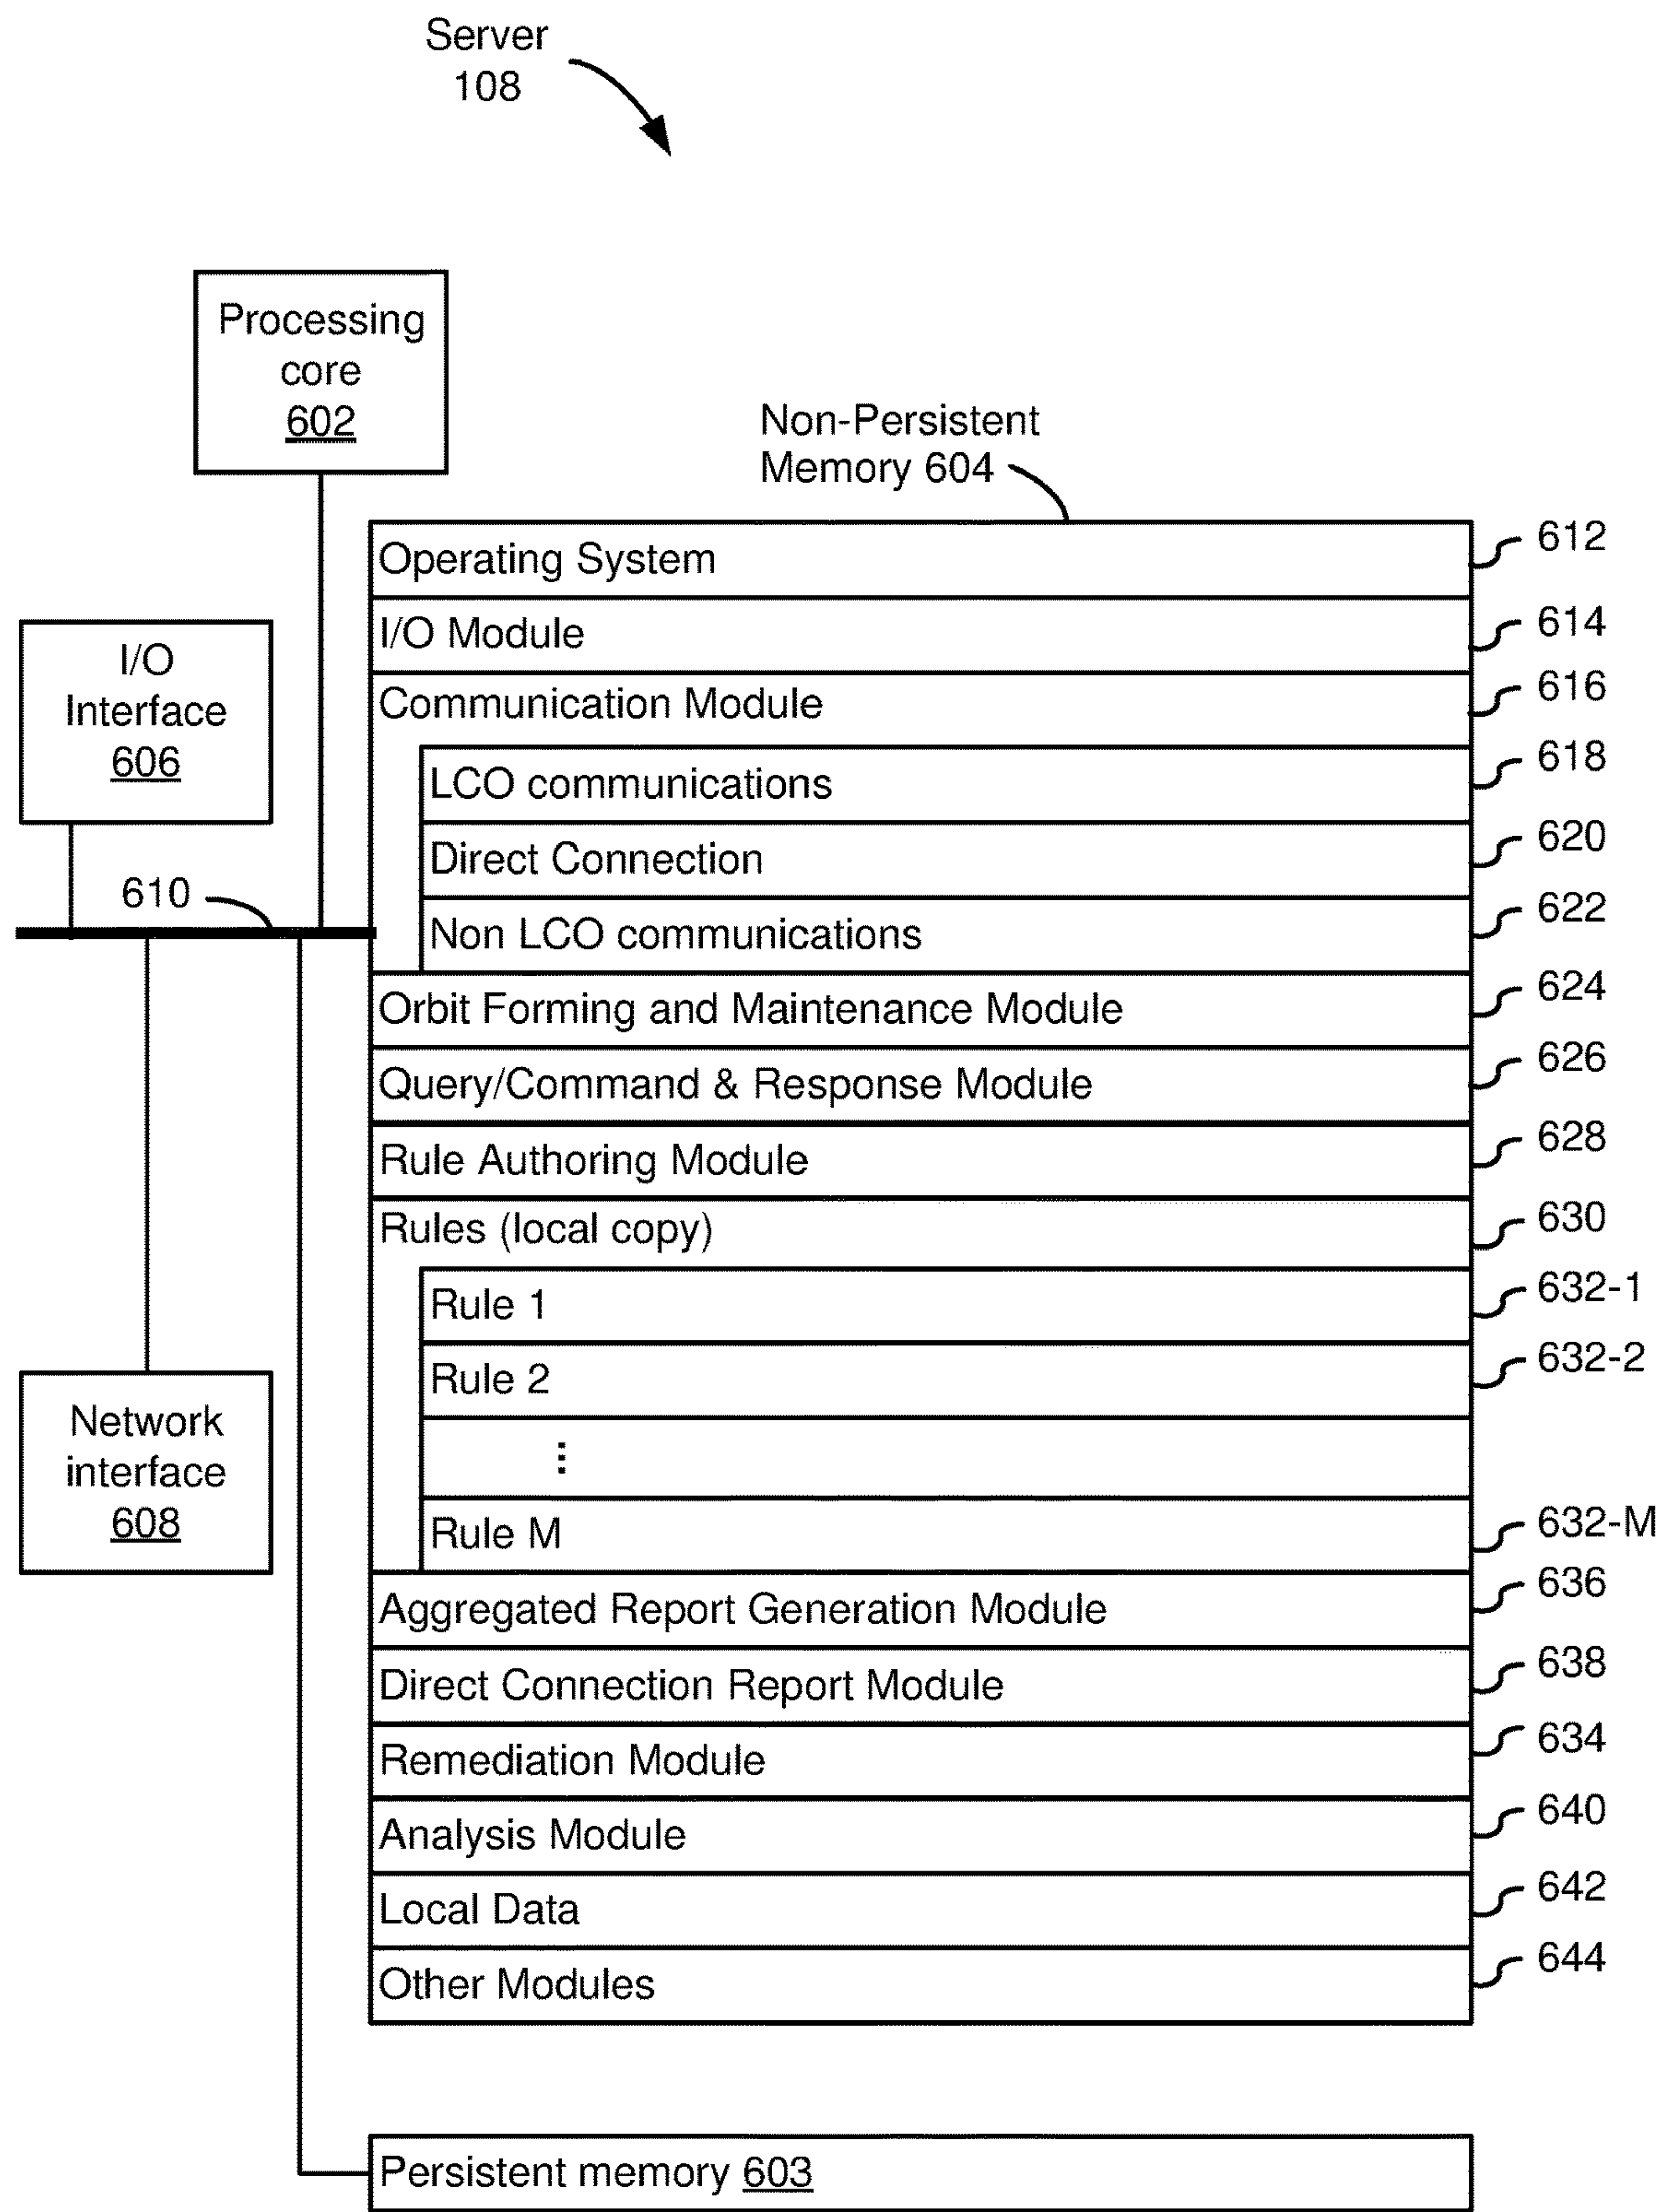 Server
108
Processing
core
602
Non-Persistent
Memory 604
Operating System
612
I/O Module
614
I/O
Interface
606
Communication Module
616
LCO communications
618
Direct Connection
620
610
Non LCO communications
622
Orbit Forming and Maintenance Module
624
Query/Command & Response Module
626
Rule Authoring Module
628
Rules (local copy)
630
Rule 1
632-1
Rule 2
632-2
Network
interface
608
⋮
Rule M
632-M
Aggregated Report Generation Module
636
Direct Connection Report Module
638
Remediation Module
634
Analysis Module
640
Local Data
642
Other Modules
644
Persistent memory 603